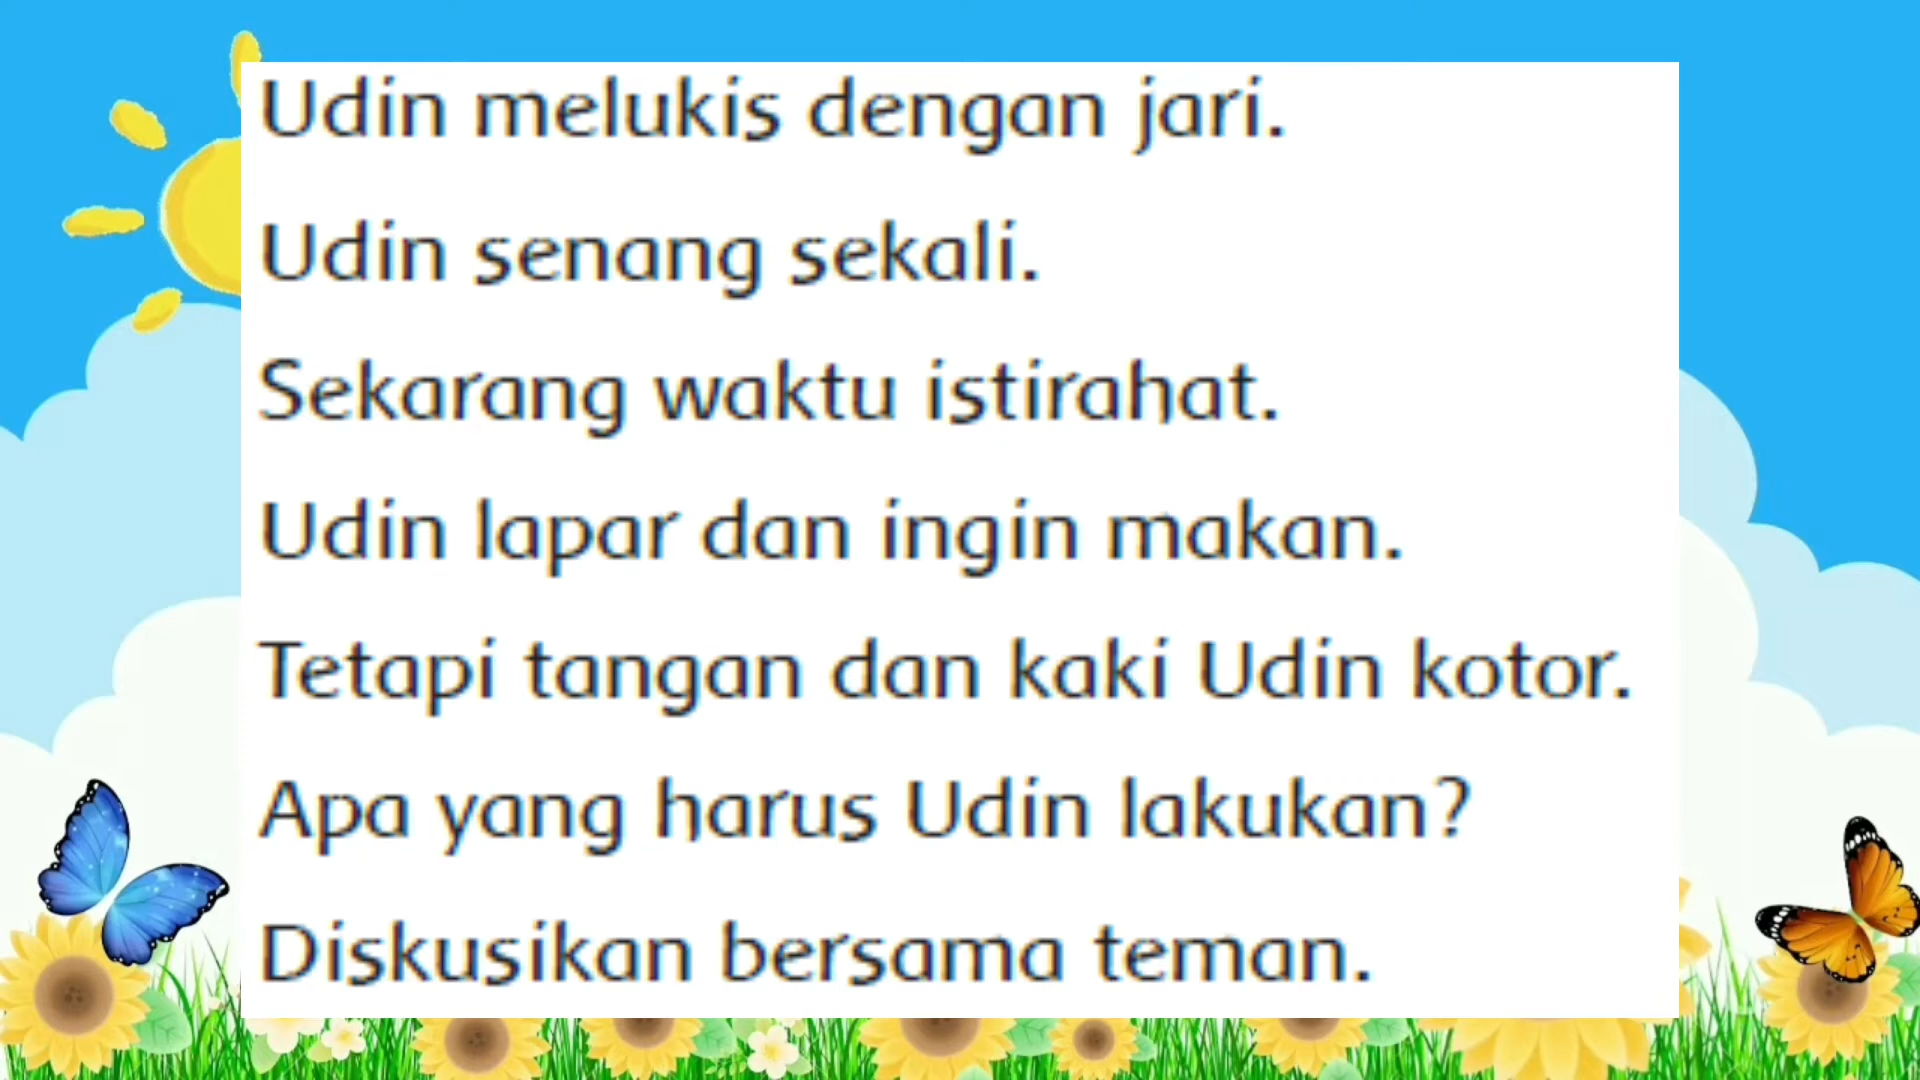 Udin melukis dengan jari.
Udin senang sekali.
Sekarang waktu istirahat.
Udin lapar dan ingin makan.
Tetapi tangan dan kaki Udin kotor.
Apa yang harus Udin lakukan?
Diskusikan bersama teman.